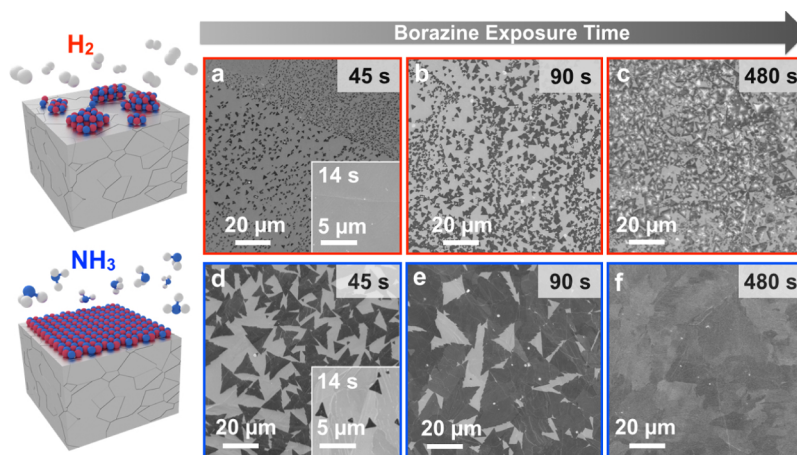 Borazine Exposure Time
H₂
a 45 s
14 s
20 µm 5 µm
b 90 s
20 µm
c 480 s
20 µm
NH₃
d 45 s
14 s
20 µm 5 µm
e 90 s
20 µm
f 480 s
20 µm